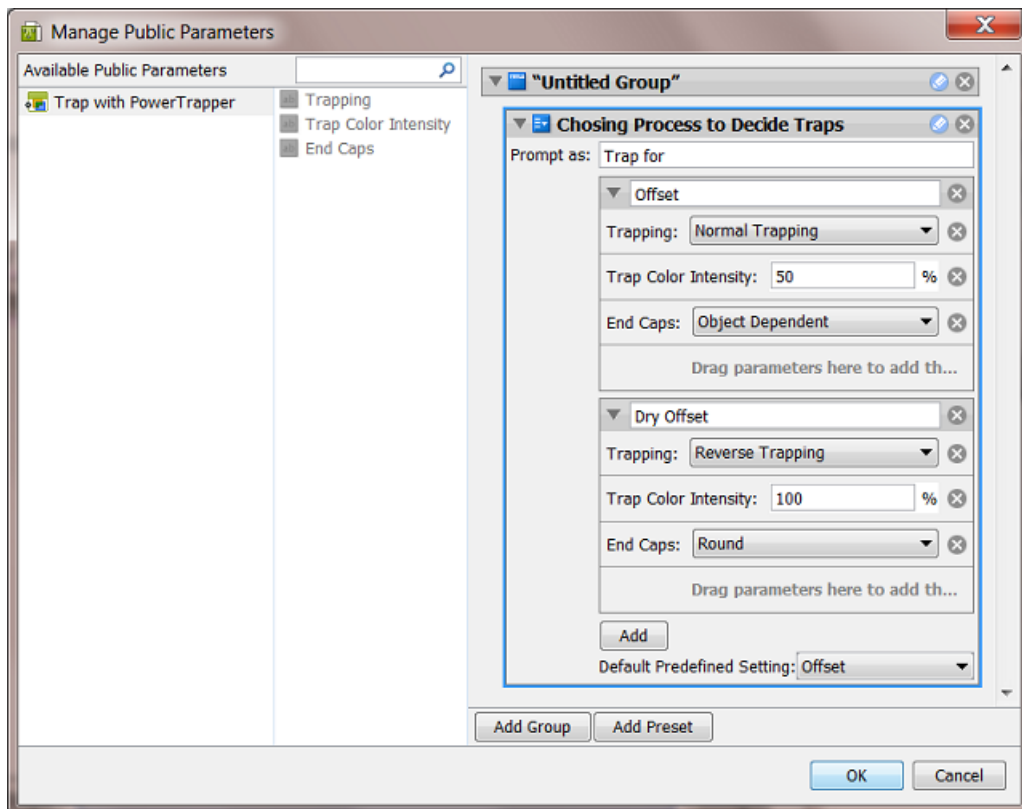 Manage Public Parameters
Available Public Parameters
Trap with PowerTrapper
Trapping
Trap Color Intensity
End Caps
"Untitled Group"
Chosing Process to Decide Traps
Prompt as: Trap for
Offset
Trapping: Normal Trapping
Trap Color Intensity: 50 %
End Caps: Object Dependent
Drag parameters here to add th...
Dry Offset
Trapping: Reverse Trapping
Trap Color Intensity: 100 %
End Caps: Round
Drag parameters here to add th...
Add
Default Predefined Setting: Offset
Add Group Add Preset
OK Cancel